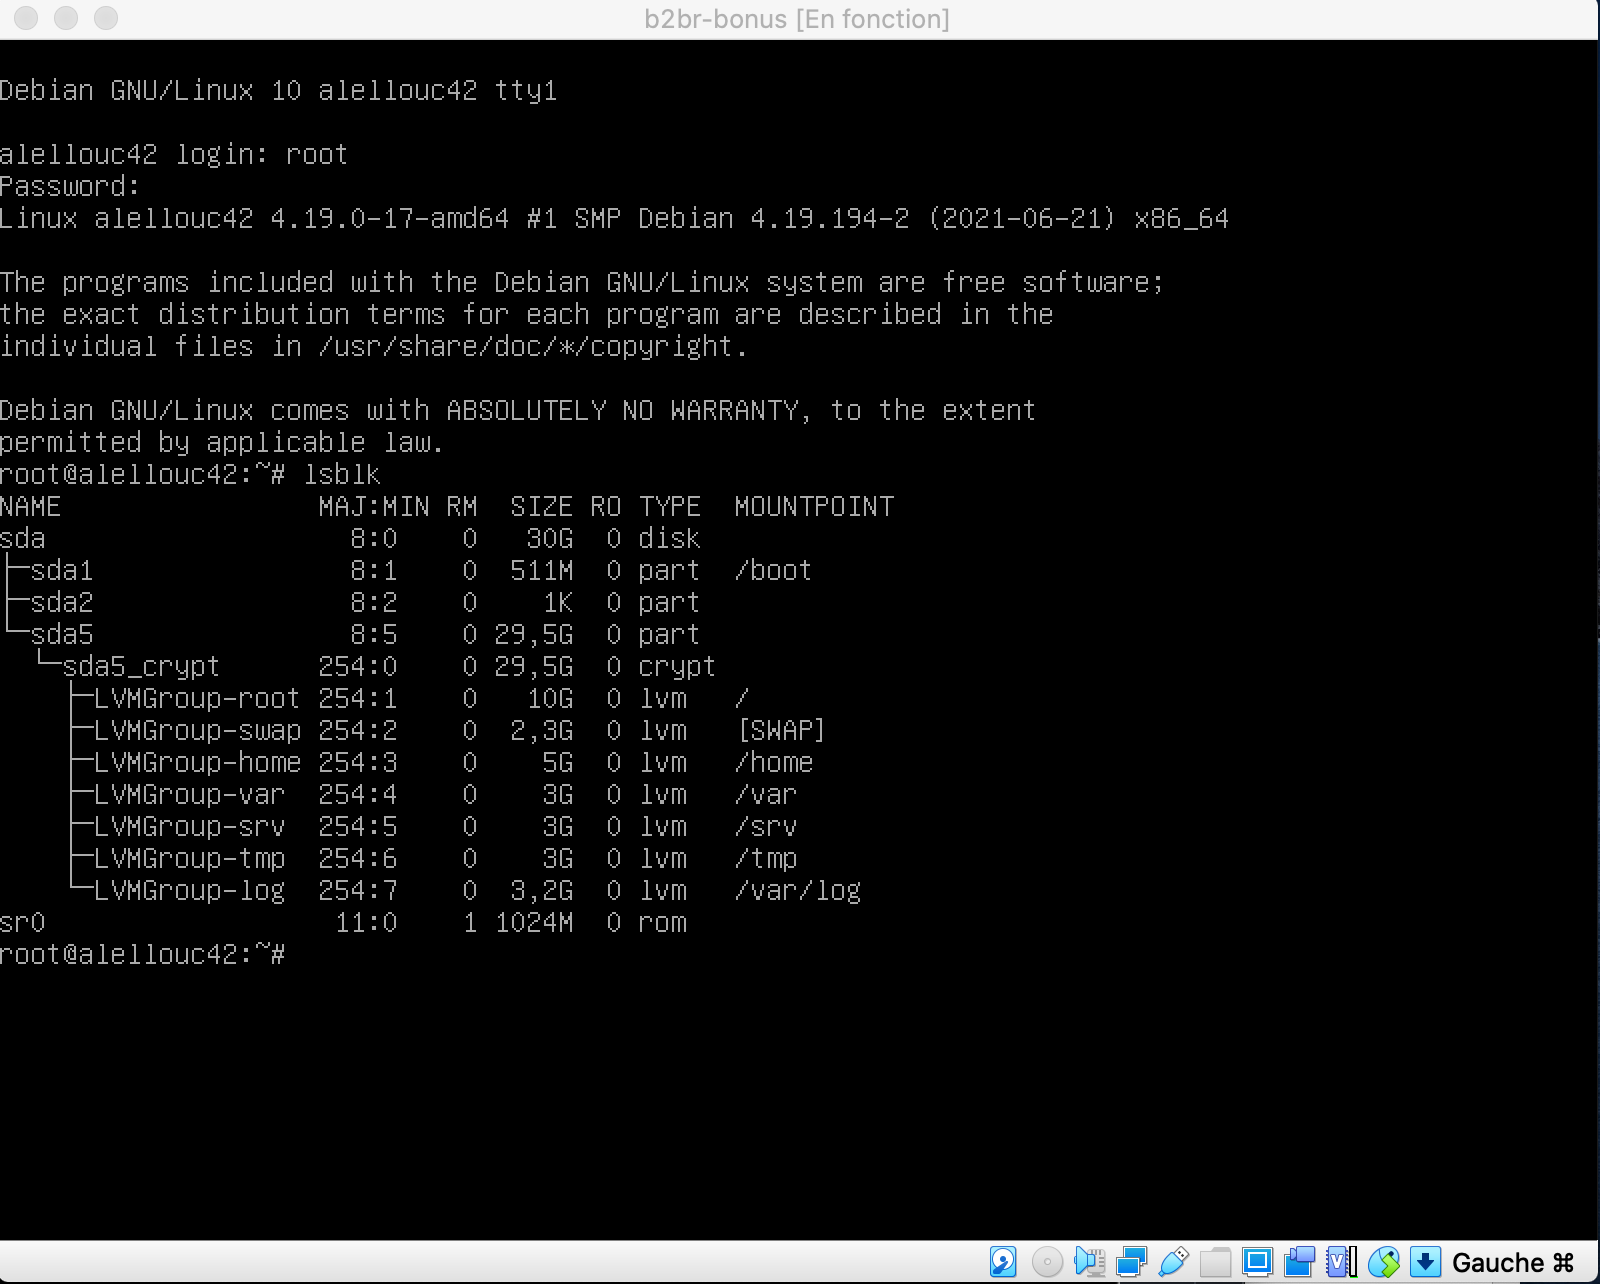 b2br-bonus [En fonction]
Debian GNU/Linux 10 alellouc42 tty1
alellouc42 login: root
Password:
Linux alellouc42 4.19.0-17-amd64 #1 SMP Debian 4.19.194-2 (2021-06-21) x86_64
The programs included with the Debian GNU/Linux system are free software;
the exact distribution terms for each program are described in the
individual files in /usr/share/doc/*/copyright.
Debian GNU/Linux comes with ABSOLUTELY NO WARRANTY, to the extent
permitted by applicable law.
root@alellouc42:~# lsblk
NAME                MAJ:MIN RM   SIZE RO TYPE  MOUNTPOINT
sda                   8:0    0    30G  0 disk
├─sda1                8:1    0   511M  0 part  /boot
├─sda2                8:2    0     1K  0 part
└─sda5                8:5    0  29,5G  0 part
  └─sda5_crypt      254:0    0  29,5G  0 crypt
    ├─LVMGroup-root 254:1    0    10G  0 lvm   /
    ├─LVMGroup-swap 254:2    0   2,3G  0 lvm   [SWAP]
    ├─LVMGroup-home 254:3    0     5G  0 lvm   /home
    ├─LVMGroup-var  254:4    0     3G  0 lvm   /var
    ├─LVMGroup-srv  254:5    0     3G  0 lvm   /srv
    ├─LVMGroup-tmp  254:6    0     3G  0 lvm   /tmp
    └─LVMGroup-log  254:7    0   3,2G  0 lvm   /var/log
sr0                  11:0    1  1024M  0 rom
root@alellouc42:~#
Gauche ⌘